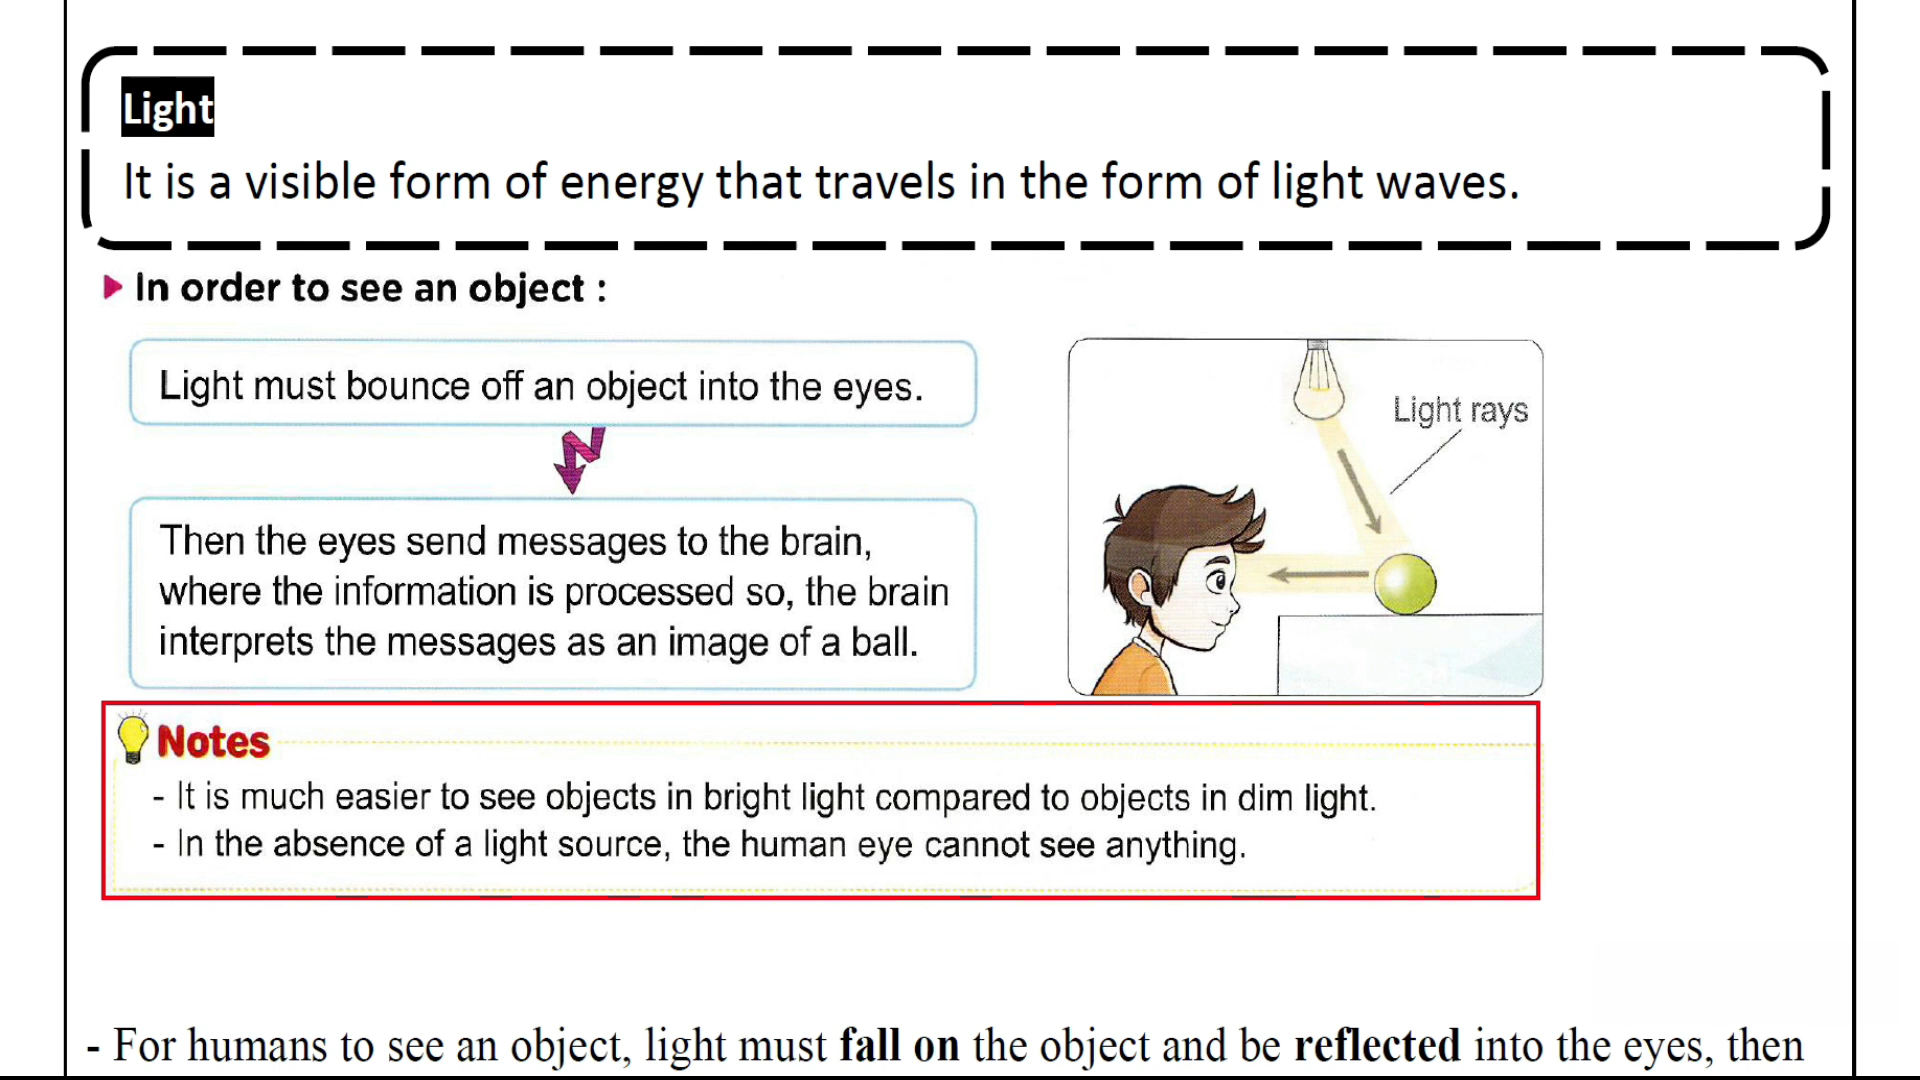 Light
It is a visible form of energy that travels in the form of light waves.
In order to see an object :
Light must bounce off an object into the eyes.
Then the eyes send messages to the brain,
where the information is processed so, the brain
interprets the messages as an image of a ball.
Light rays
Notes
- It is much easier to see objects in bright light compared to objects in dim light.
- In the absence of a light source, the human eye cannot see anything.
- For humans to see an object, light must fall on the object and be reflected into the eyes, then